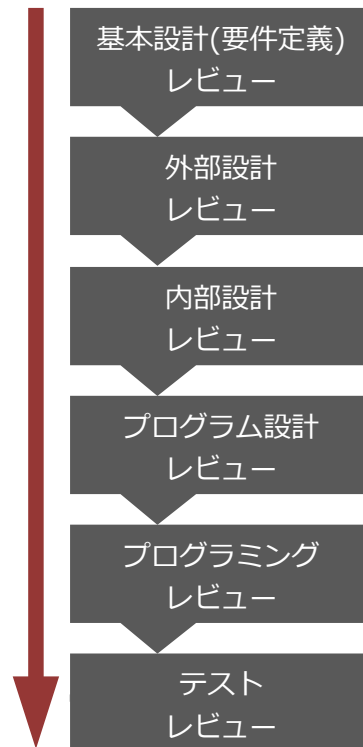 基本設計(要件定義)
レビュー
外部設計
レビュー
内部設計
レビュー
プログラム設計
レビュー
プログラミング
レビュー
テスト
レビュー